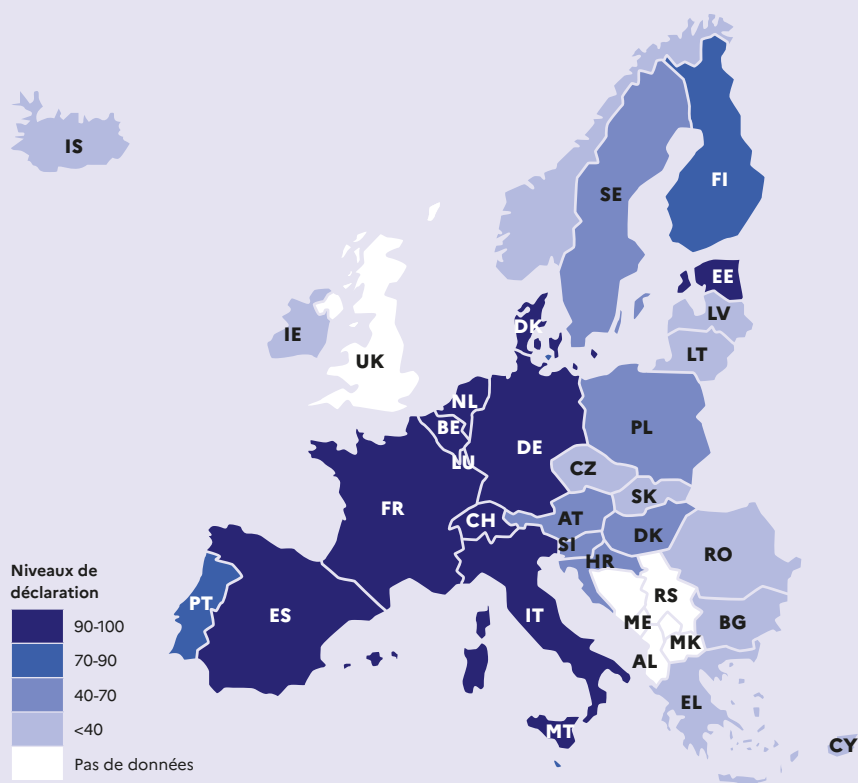 IS
SE
FI
EE
LV
LT
DK
IE
UK
NL
BE
LU
DE
PL
CZ
SK
FR
CH
AT
DK
SI
HR
RO
PT
ES
IT
RS
ME
MK
BG
AL
EL
MT
CY
Niveaux de
déclaration
90-100
70-90
40-70
<40
Pas de données